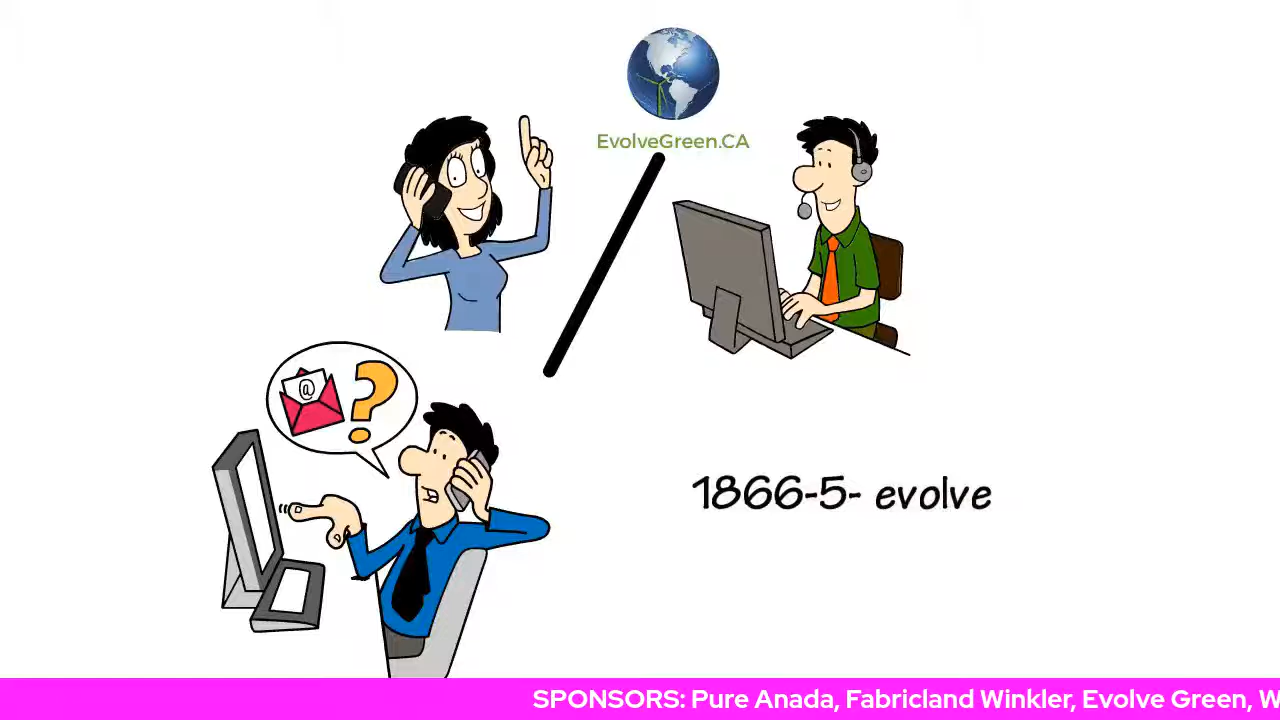 EvolveGreen.CA
@
?
1866-5- evolve
SPONSORS: Pure Anada, Fabricland Winkler, Evolve Green, W